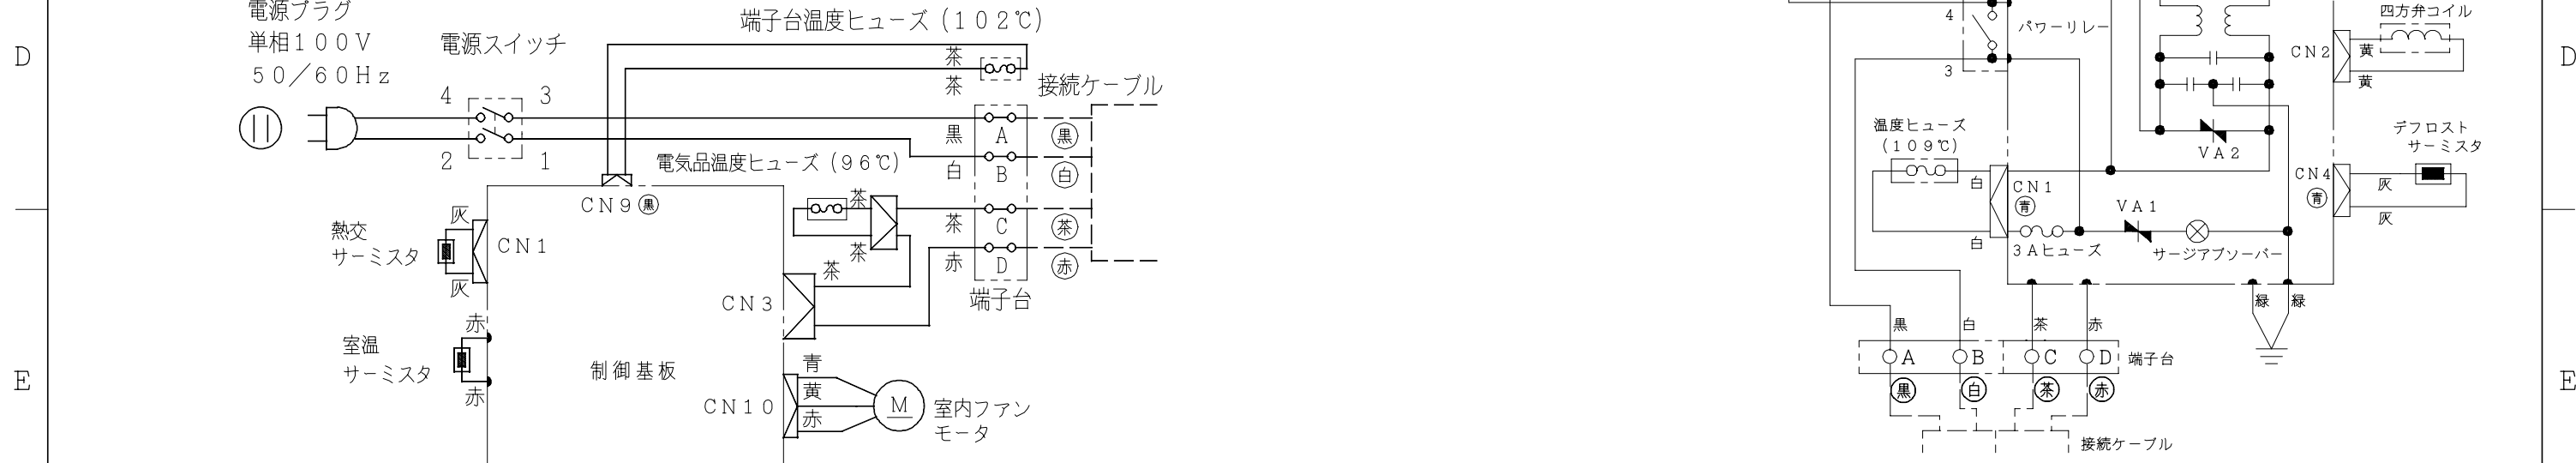 電源プラグ
単相100V
50/60Hz
電源スイッチ
端子台温度ヒューズ(102℃)
茶
茶
接続ケーブル
4
3
2
1
黒
A
黒
白
B
白
電気品温度ヒューズ(96℃)
CN9 黒
茶
茶
茶
C
茶
赤
D
赤
端子台
灰
熱交
サーミスタ
灰
CN1
茶
CN3
赤
室温
サーミスタ
赤
制御基板
青
黄
赤
CN10
M
室内ファン
モータ
D
E
4
パワーリレー
3
四方弁コイル
CN2
黄
黄
温度ヒューズ
(109℃)
VA2
デフロスト
サーミスタ
白
CN1
青
CN4
青
灰
灰
VA1
白
3Aヒューズ
サージアブソーバー
緑
緑
黒
白
茶
赤
A
B
C
D
端子台
黒
白
茶
赤
接続ケーブル
D
E